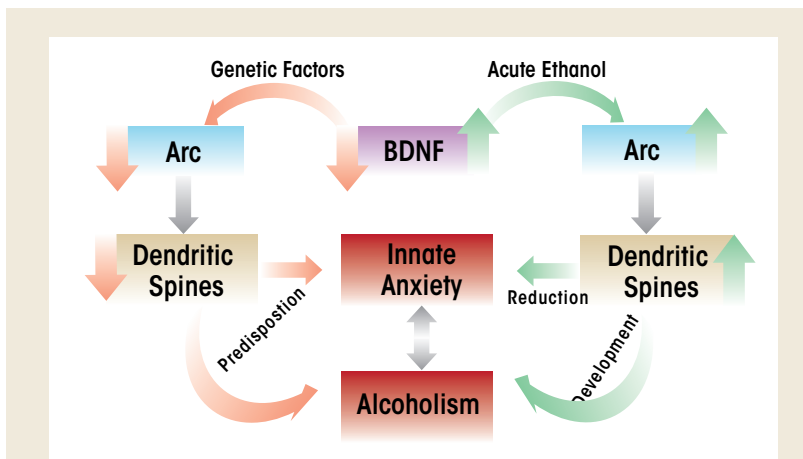 Genetic Factors
Acute Ethanol
Arc
BDNF
Arc
Dendritic
Spines
Innate
Anxiety
Dendritic
Spines
Predispostion
Reduction
Development
Alcoholism